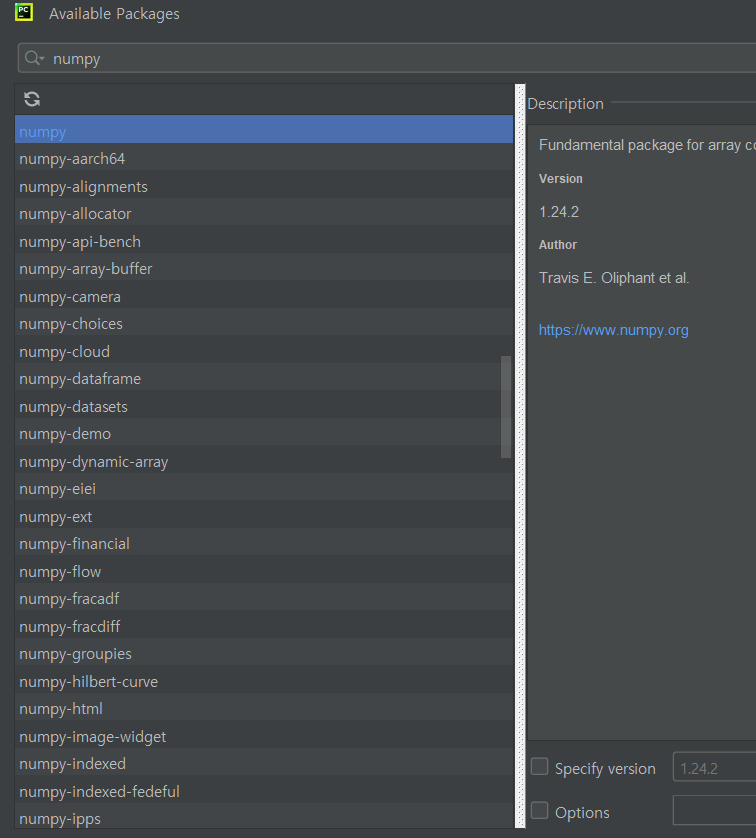 PC
Available Packages
numpy
numpy
numpy-aarch64
numpy-alignments
numpy-allocator
numpy-api-bench
numpy-array-buffer
numpy-camera
numpy-choices
numpy-cloud
numpy-dataframe
numpy-datasets
numpy-demo
numpy-dynamic-array
numpy-eiei
numpy-ext
numpy-financial
numpy-flow
numpy-fracadf
numpy-fracdiff
numpy-groupies
numpy-hilbert-curve
numpy-html
numpy-image-widget
numpy-indexed
numpy-indexed-fedeful
numpy-ipps
Description
Fundamental package for array co
Version
1.24.2
Author
Travis E. Oliphant et al.
https://www.numpy.org
Specify version 1.24.2
Options